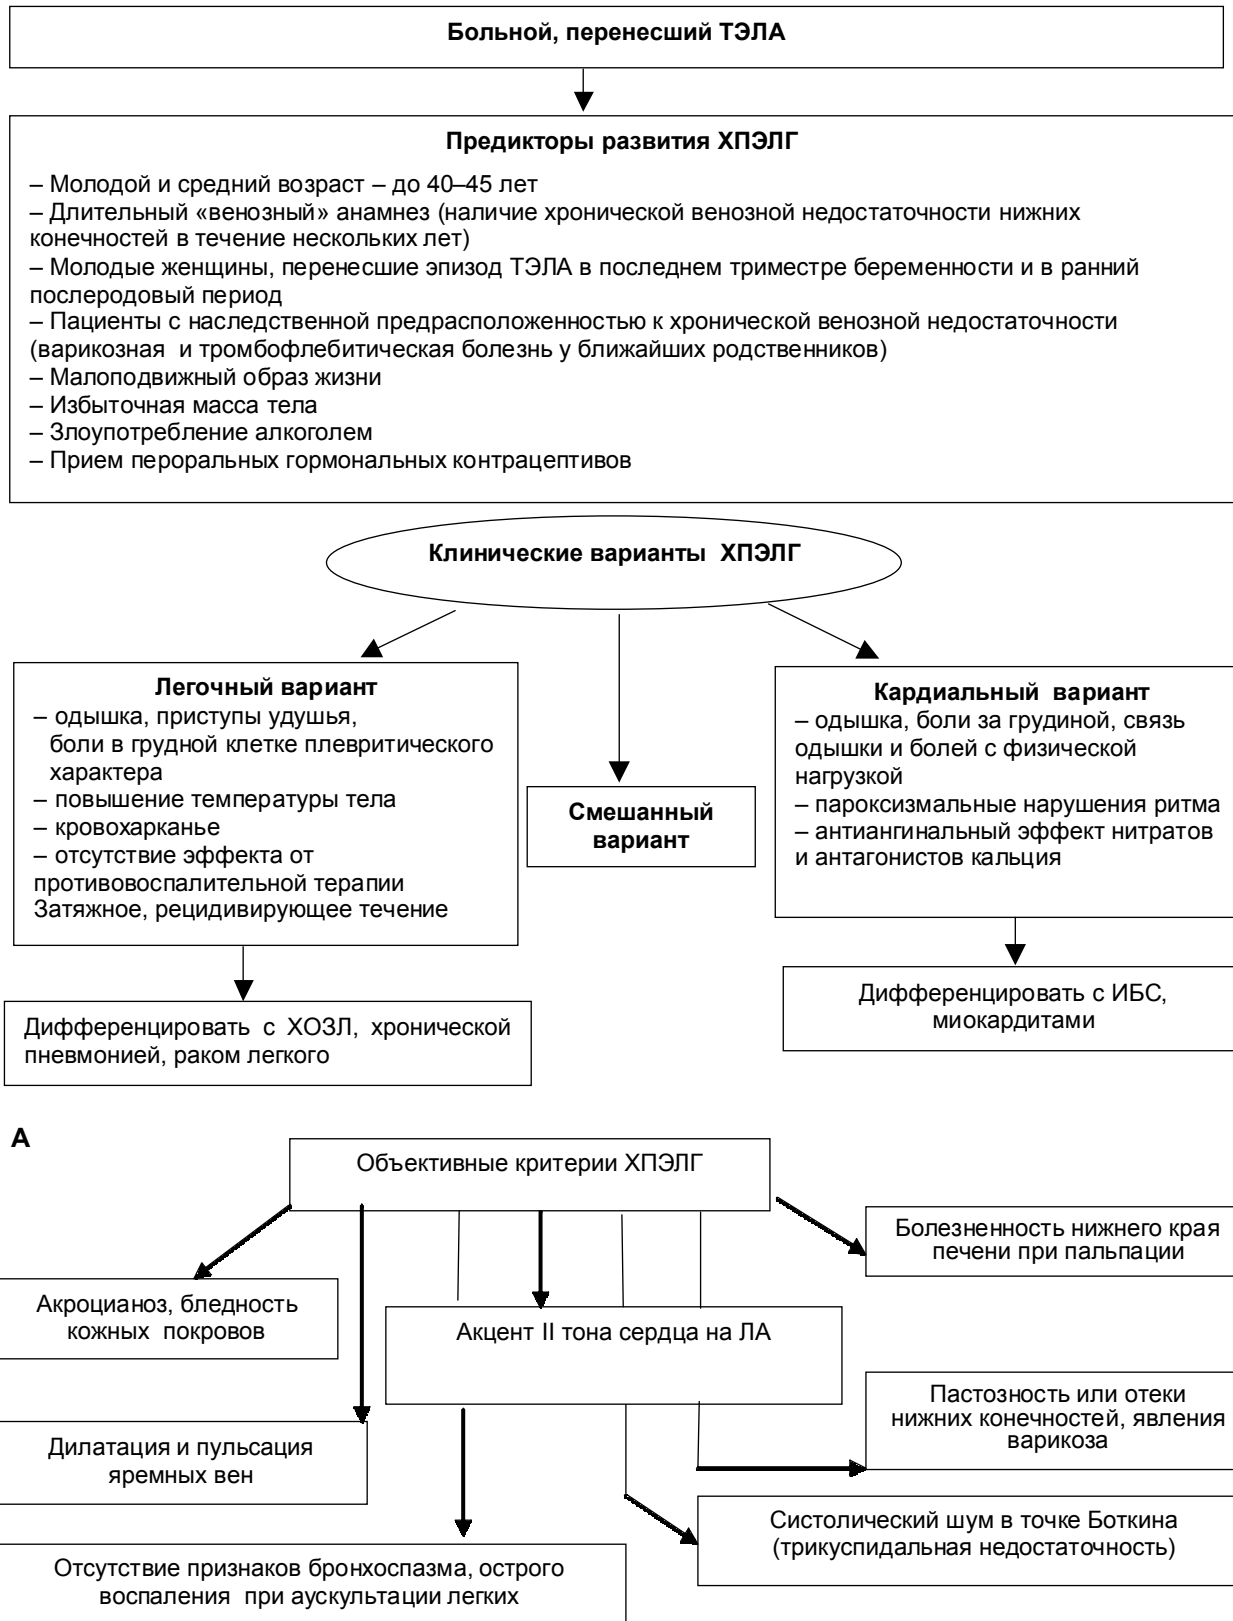 Больной, перенесший ТЭЛА
Предикторы развития ХПЭЛГ
– Молодой и средний возраст – до 40–45 лет
– Длительный «венозный» анамнез (наличие хронической венозной недостаточности нижних
конечностей в течение нескольких лет)
– Молодые женщины, перенесшие эпизод ТЭЛА в последнем триместре беременности и в ранний
послеродовый период
– Пациенты с наследственной предрасположенностью к хронической венозной недостаточности
(варикозная и тромбофлебитическая болезнь у ближайших родственников)
– Малоподвижный образ жизни
– Избыточная масса тела
– Злоупотребление алкоголем
– Прием пероральных гормональных контрацептивов
Клинические варианты ХПЭЛГ
Легочный вариант
– одышка, приступы удушья,
боли в грудной клетке плевритического
характера
– повышение температуры тела
– кровохарканье
– отсутствие эффекта от
противовоспалительной терапии
Затяжное, рецидивирующее течение
Смешанный
вариант
Кардиальный вариант
– одышка, боли за грудиной, связь
одышки и болей с физической
нагрузкой
– пароксизмальные нарушения ритма
– антиангинальный эффект нитратов
и антагонистов кальция
Дифференцировать с ХОЗЛ, хронической
пневмонией, раком легкого
Дифференцировать с ИБС,
миокардитами
А
Объективные критерии ХПЭЛГ
Болезненность нижнего края
печени при пальпации
Акроцианоз, бледность
кожных покровов
Акцент II тона сердца на ЛА
Пастозность или отеки
нижних конечностей, явления
варикоза
Дилатация и пульсация
яремных вен
Систолический шум в точке Боткина
(трикуспидальная недостаточность)
Отсутствие признаков бронхоспазма, острого
воспаления при аускультации легких